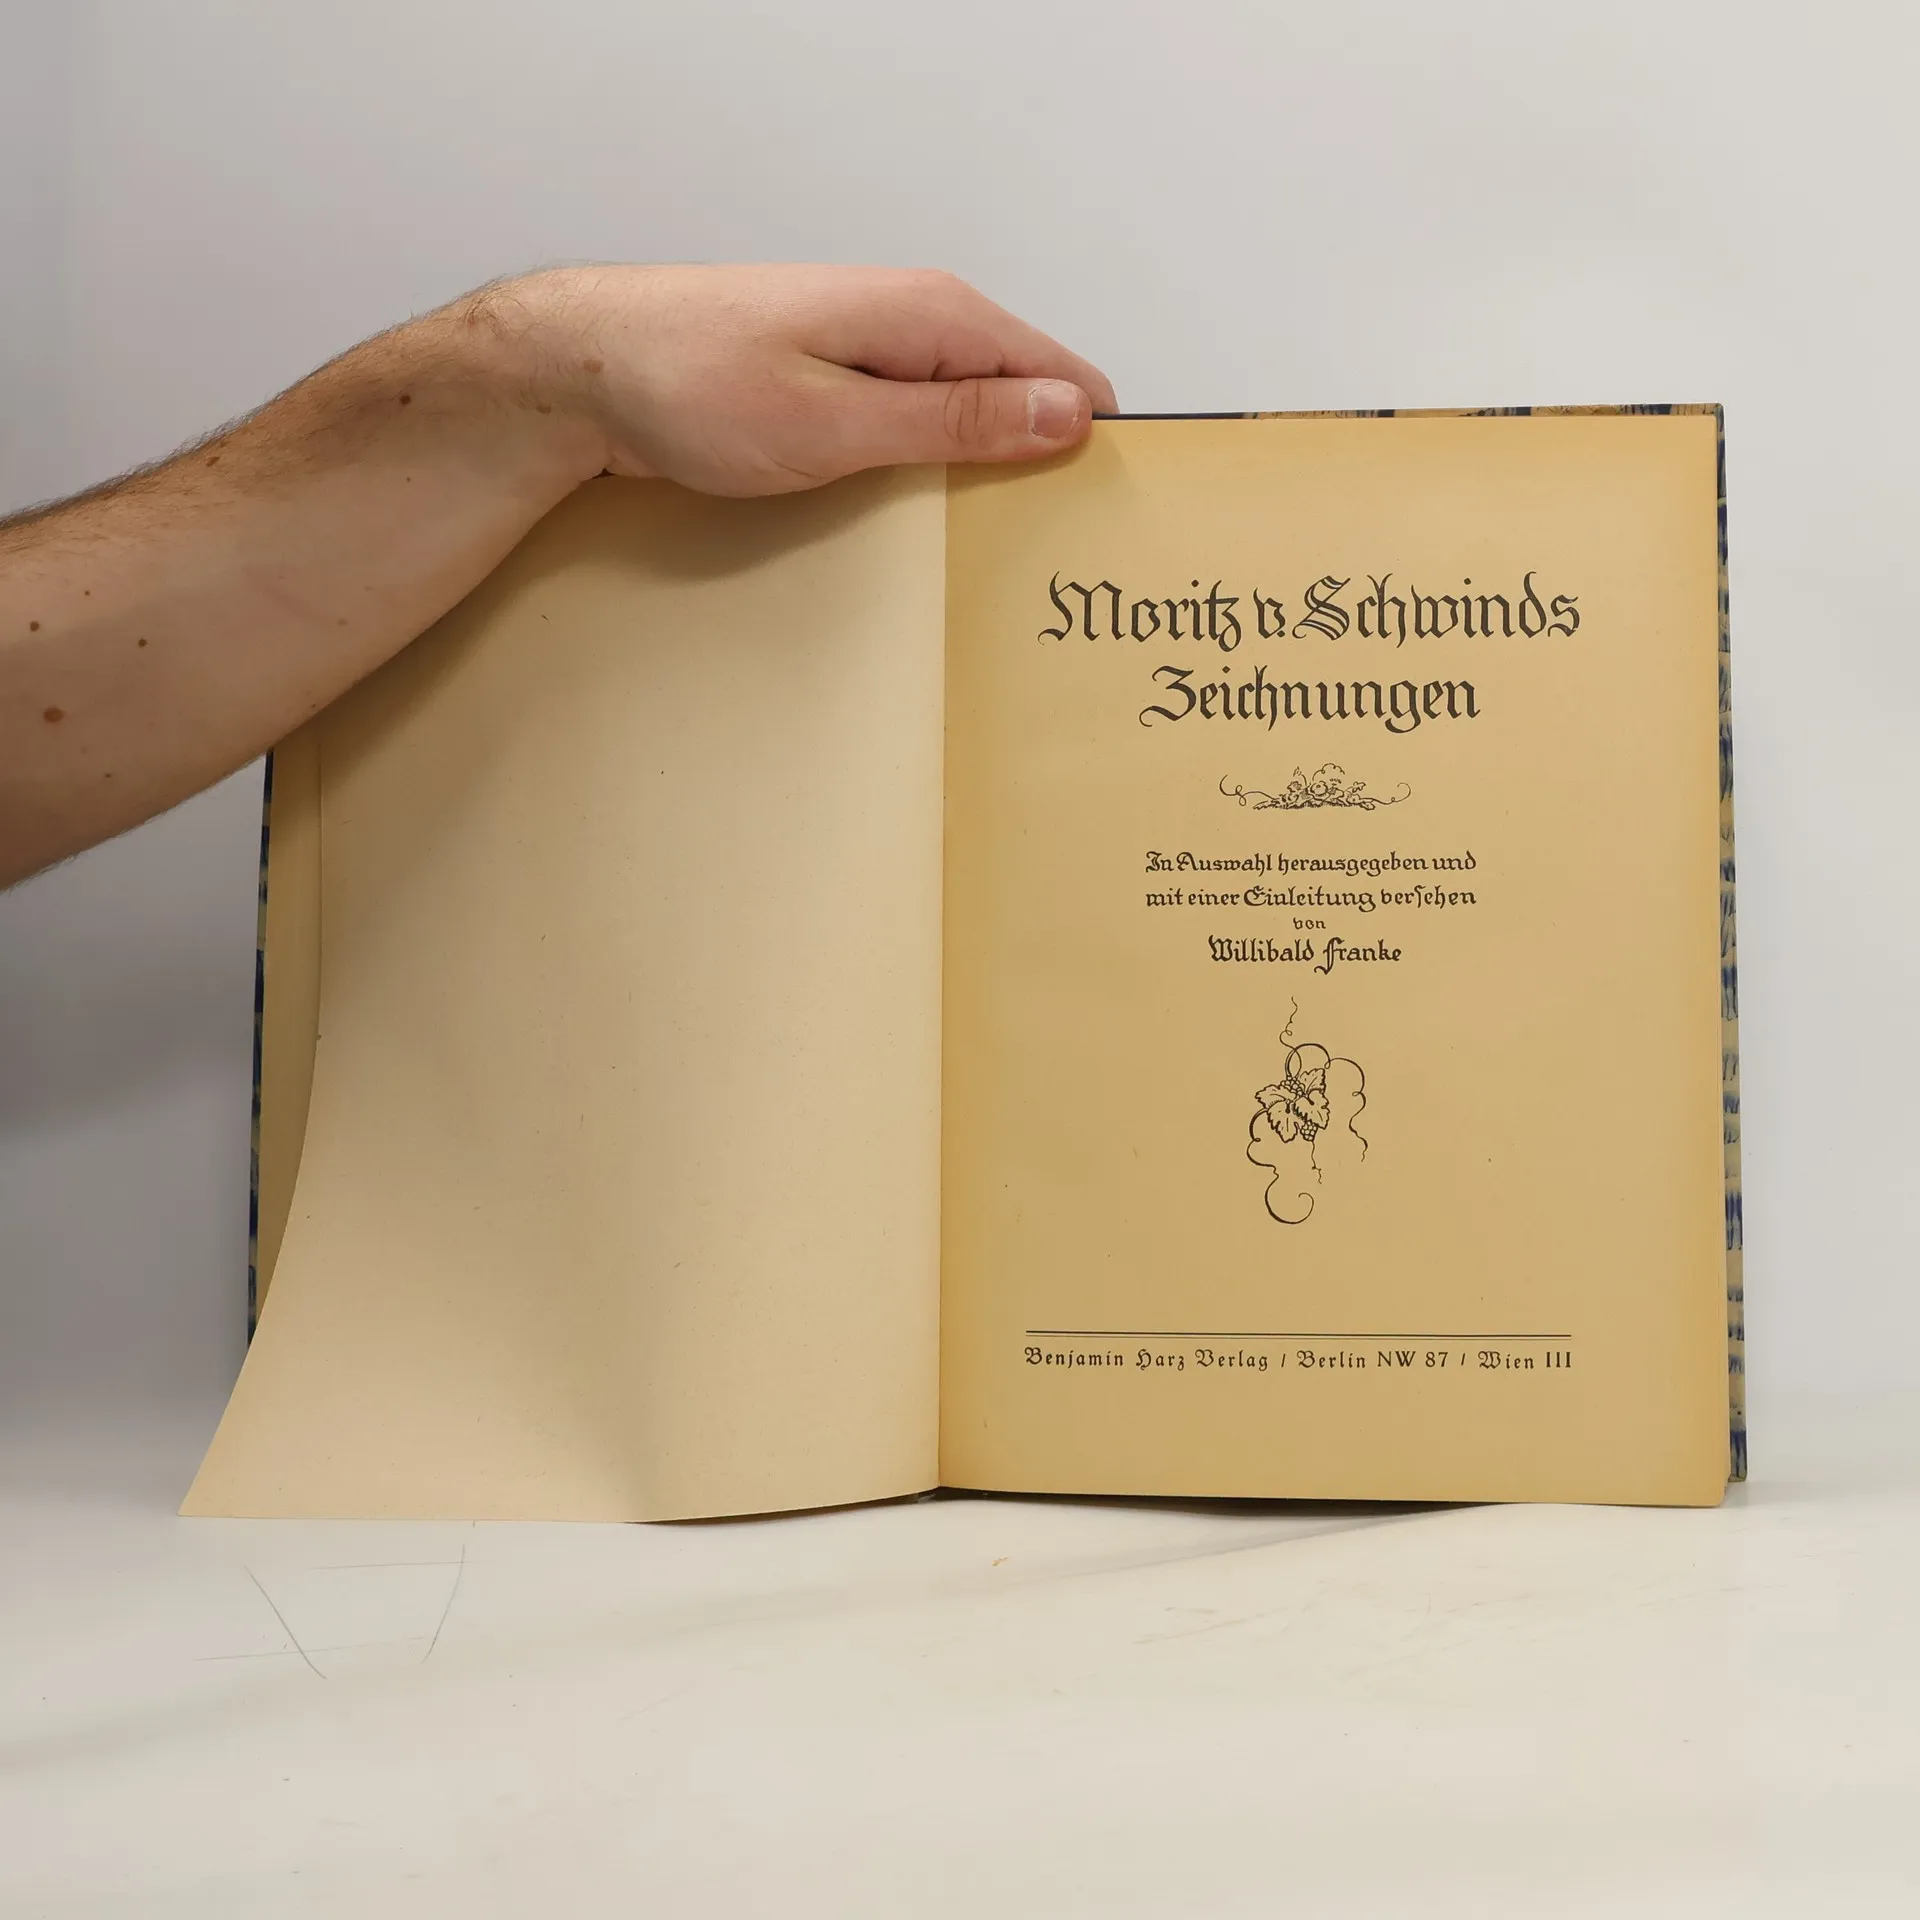 Moritz v. Schwinds
Zeichnungen
In Auswahl herausgegeben und
mit einer Einleitung versehen
von
Willibald Franke
Benjamin Harz Verlag / Berlin NW 87 / Wien III